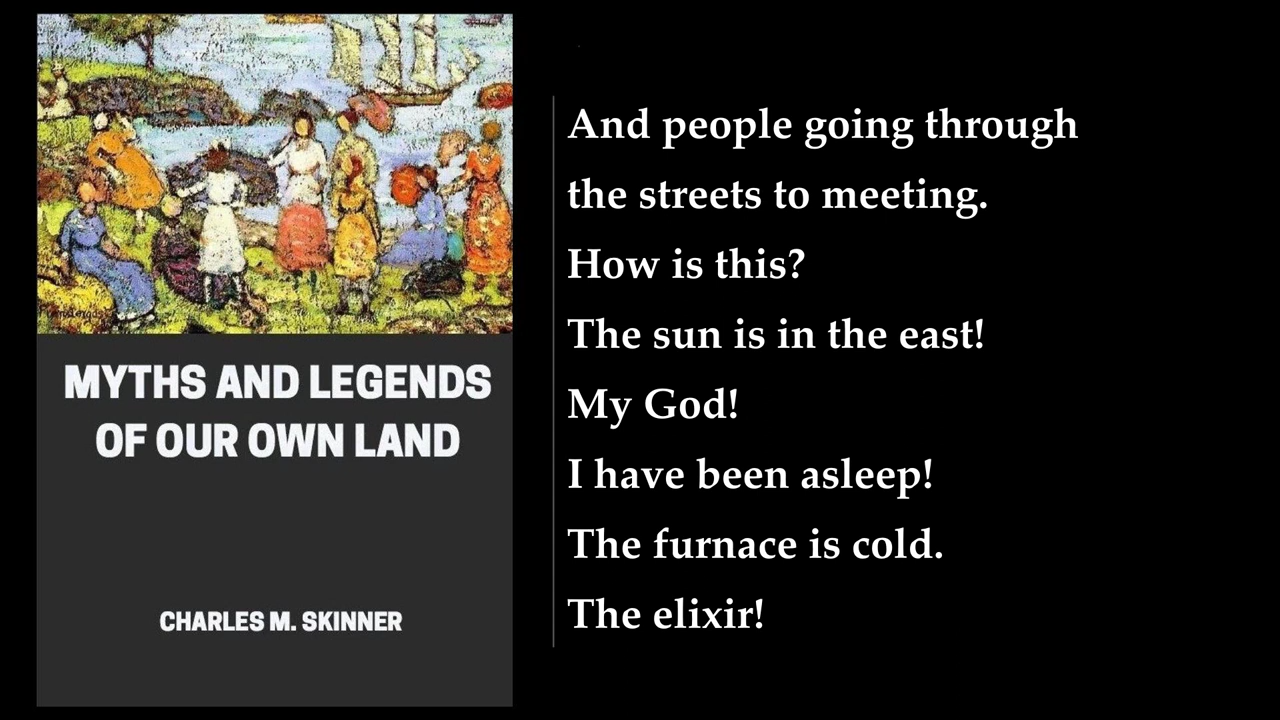 MYTHS AND LEGENDS
OF OUR OWN LAND
CHARLES M. SKINNER
And people going through
the streets to meeting.
How is this?
The sun is in the east!
My God!
I have been asleep!
The furnace is cold.
The elixir!